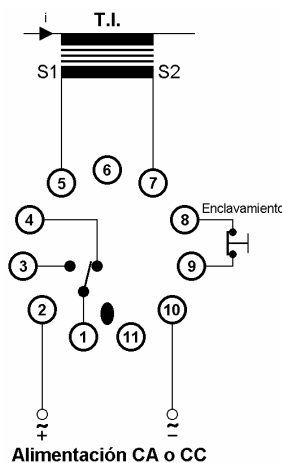 T.I.
i
S1 S2
5 6 7
4 8 Enclavamiento
3 9
2 10
1 11
~ ~
+ −
Alimentación CA o CC